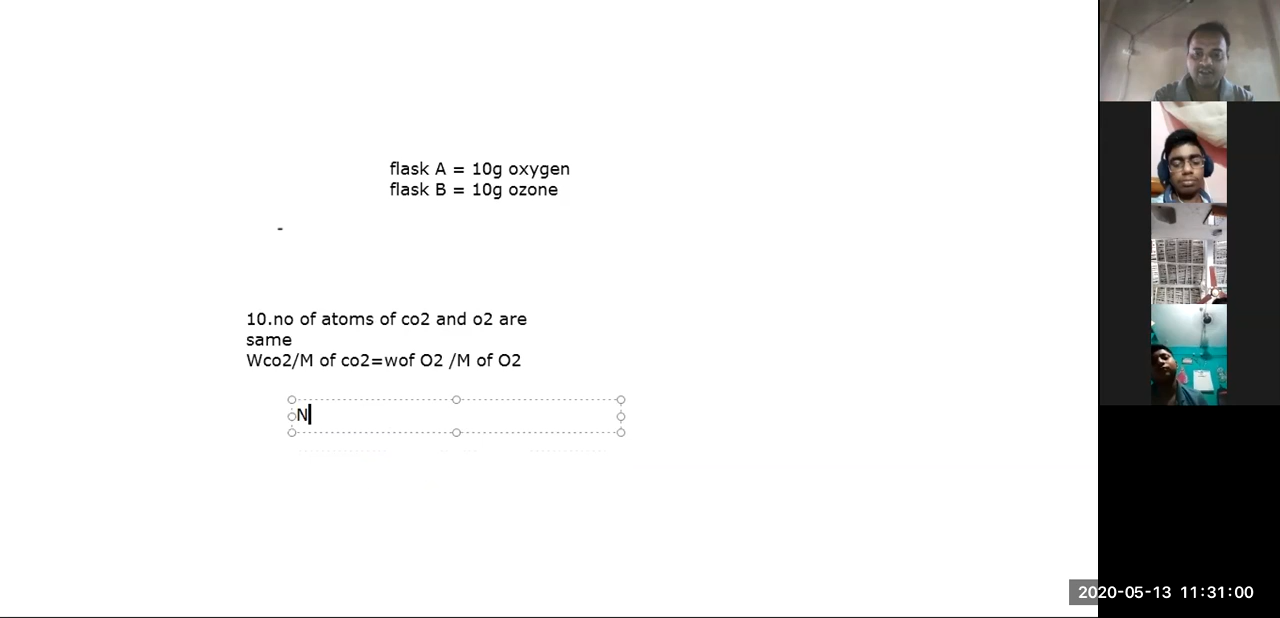 flask A = 10g oxygen
flask B = 10g ozone
-
10.no of atoms of co2 and o2 are
same
Wco2/M of co2=wof O2 /M of O2
N
2020-05-13 11:31:00